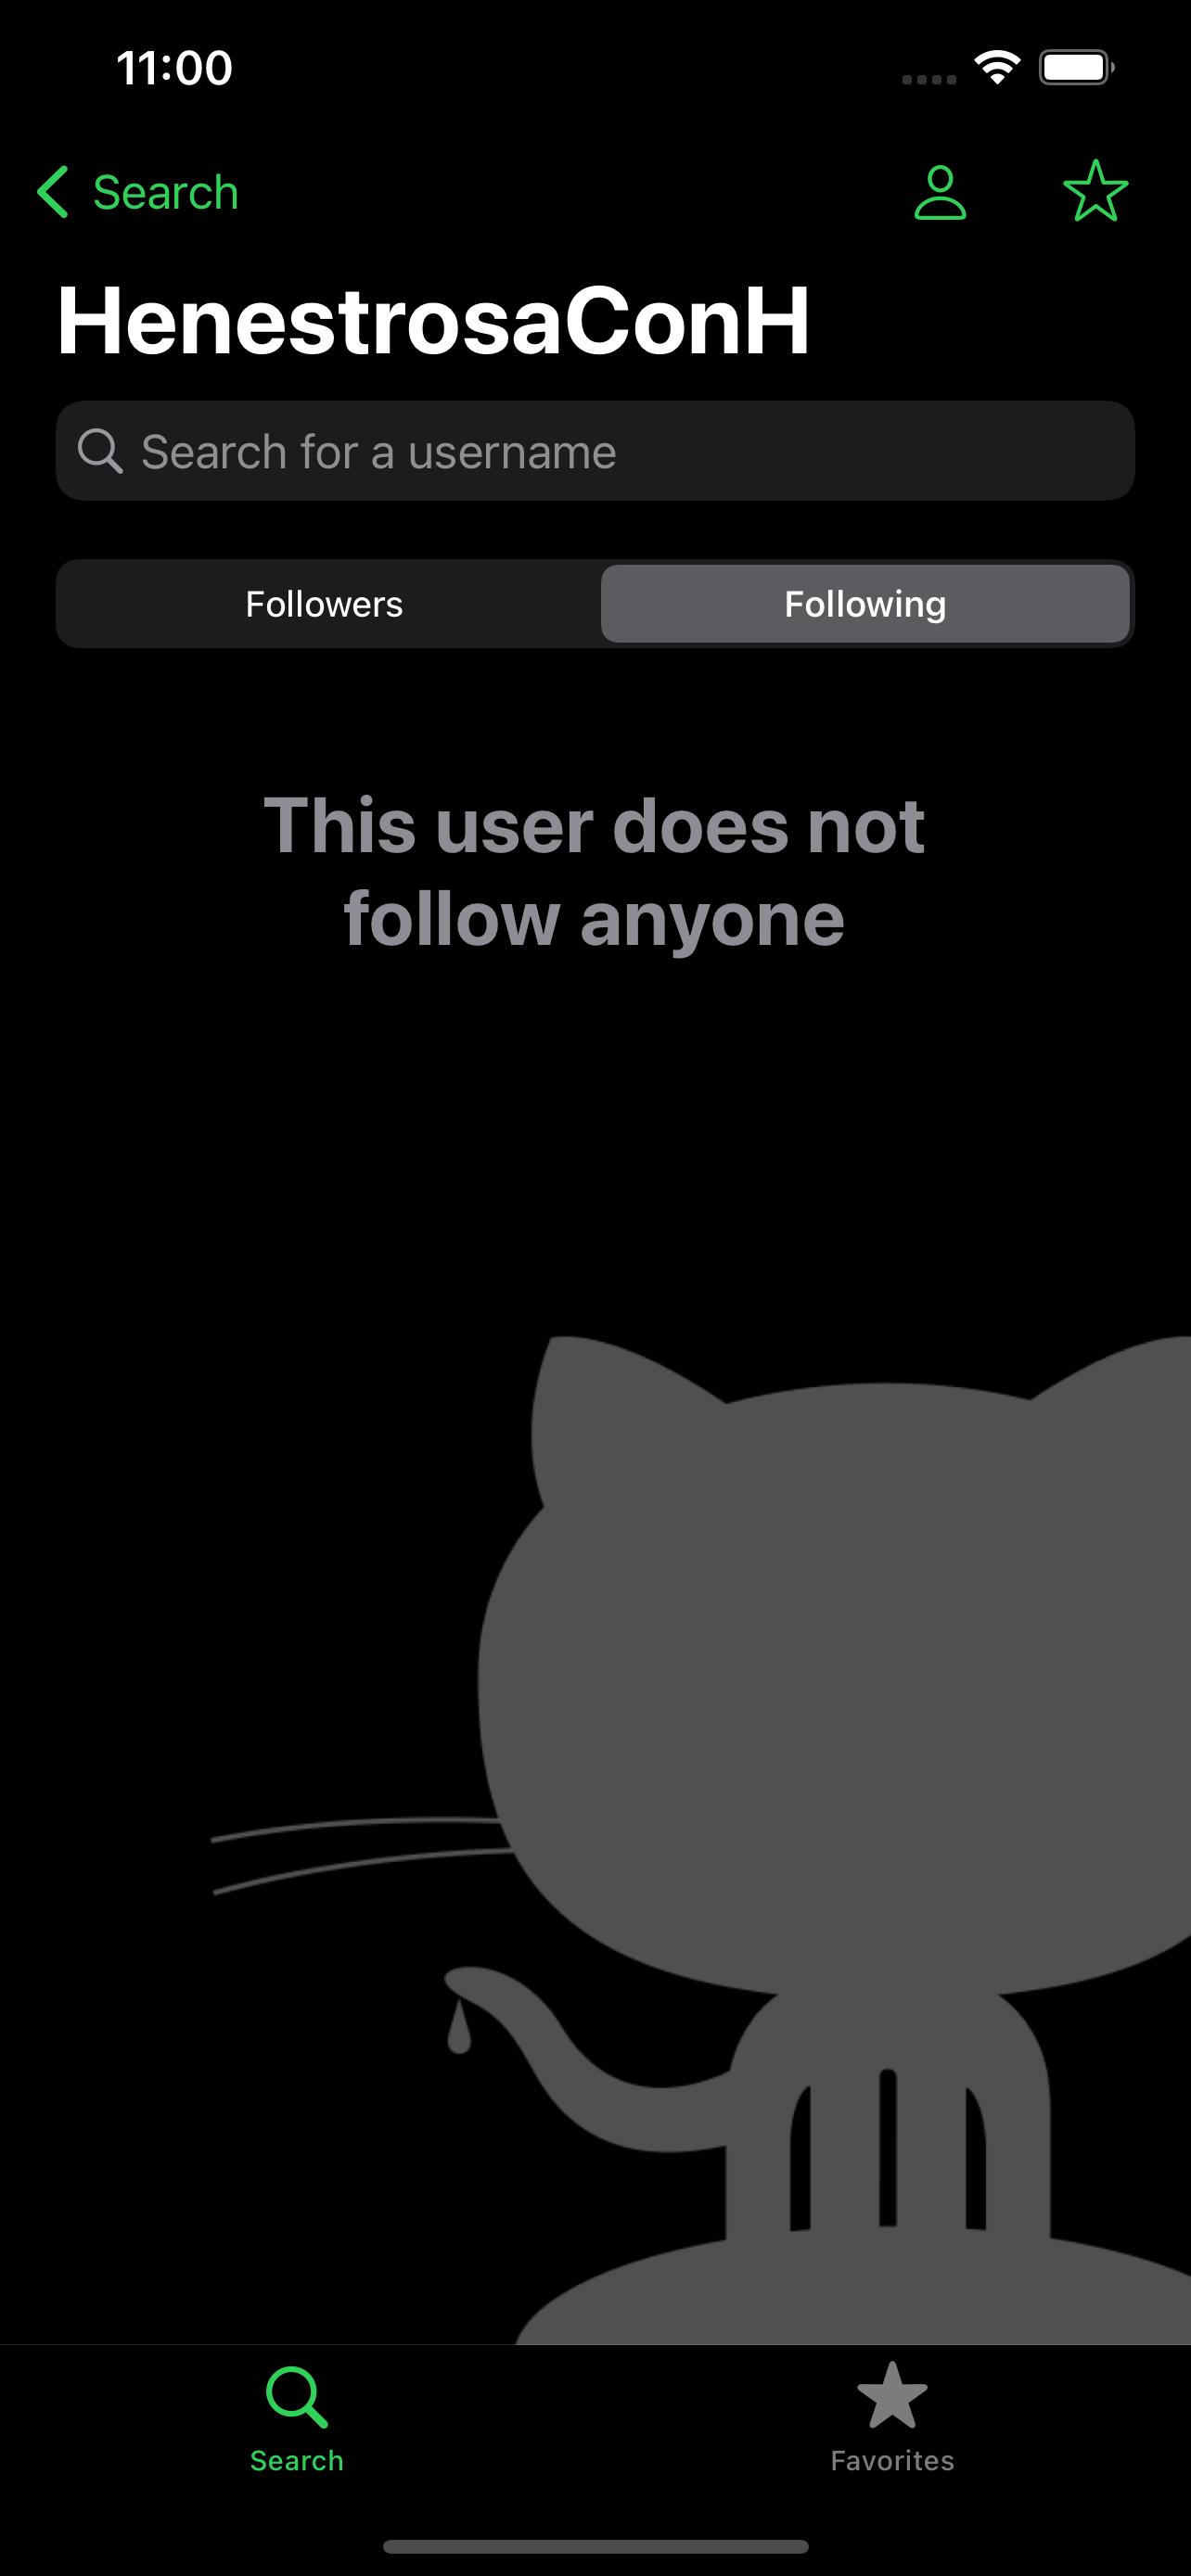 11:00
Search
HenestrosaConH
Search for a username
Followers
Following
This user does not
follow anyone
Search
Favorites